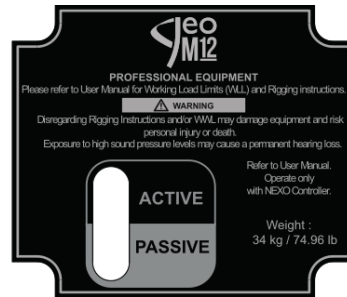 Geo
M12
PROFESSIONAL EQUIPMENT
Please refer to User Manual for Working Load Limits (WLL) and Rigging instructions.
WARNING
Disregarding Rigging Instructions and/or WWL may damage equipment and risk
personal injury or death.
Exposure to high sound pressure levels may cause a permanent hearing loss.
Refer to User Manual.
Operate only
with NEXO Controller.
ACTIVE
PASSIVE
Weight :
34 kg / 74.96 lb